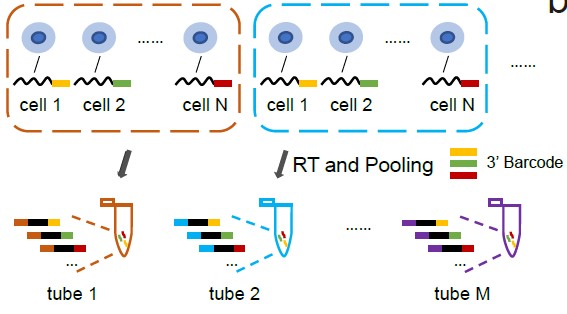 b
......
......
cell 1
cell 2
cell N
cell 1
cell 2
cell N
......
RT and Pooling
3' Barcode
...
...
......
...
tube 1
tube 2
tube M